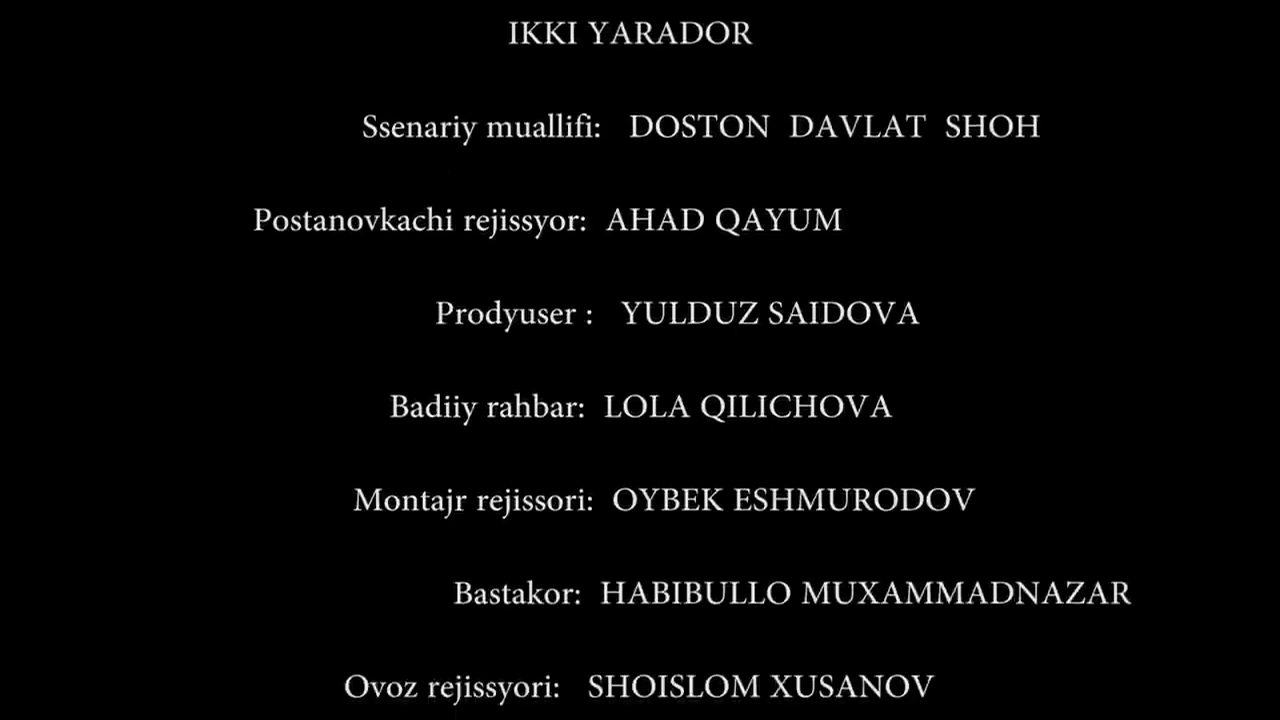 IKKI YARADOR
Ssenariy muallifi: DOSTON DAVLAT SHOH
Postanovkachi rejissyor: AHAD QAYUM
Prodyuser : YULDUZ SAIDOVA
Badiiy rahbar: LOLA QILICHOVA
Montajr rejissori: OYBEK ESHMURODOV
Bastakor: HABIBULLO MUXAMMADNAZAR
Ovoz rejissyori: SHOISLOM XUSANOV